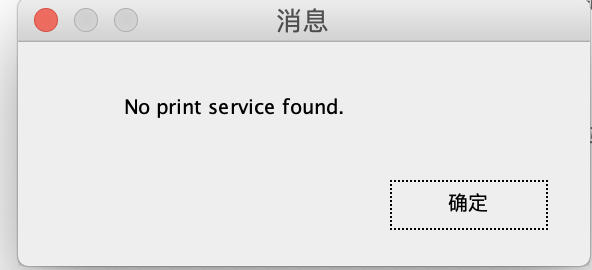 消息
No print service found.
确定